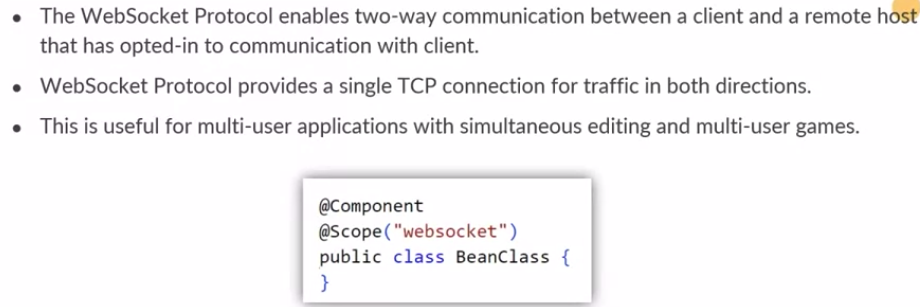 • The WebSocket Protocol enables two-way communication between a client and a remote host
that has opted-in to communication with client.
• WebSocket Protocol provides a single TCP connection for traffic in both directions.
• This is useful for multi-user applications with simultaneous editing and multi-user games.
@Component
@Scope("websocket")
public class BeanClass {
}